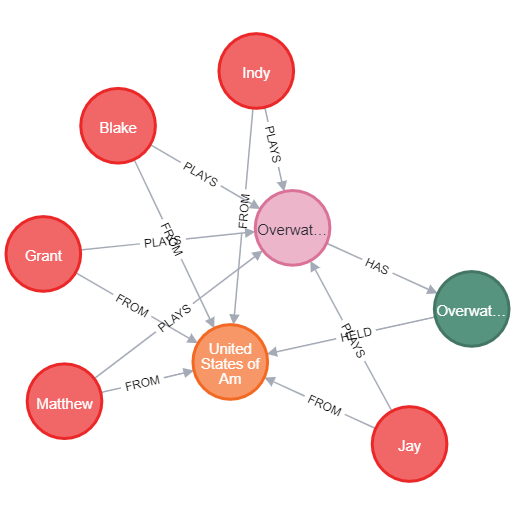 Indy
Blake
PLAYS
PLAYS
FROM
FROM
Overwat...
Grant
PLAYS
HAS
FROM
PLAYS
Overwat...
HELD
PLAYS
United
States of
Am
Matthew
FROM
FROM
Jay